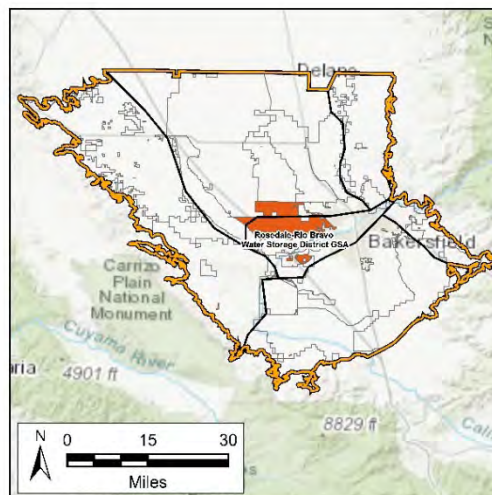 Delano
Rosedale-Rio Bravo
Water Storage District GSA
Bakersfield
Carrizo
Plain
National
Monument
Cuyama River
4901 ft
8829 ft
N
0 15 30
Miles